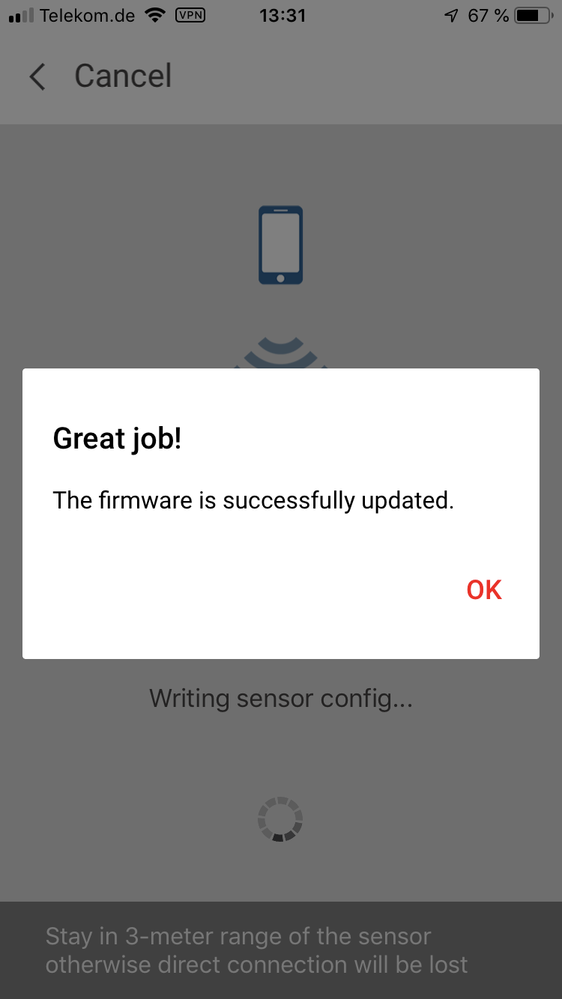 Telekom.de VPN 13:31 67 %
Cancel
Great job!
The firmware is successfully updated.
OK
Writing sensor config...
Stay in 3-meter range of the sensor
otherwise direct connection will be lost